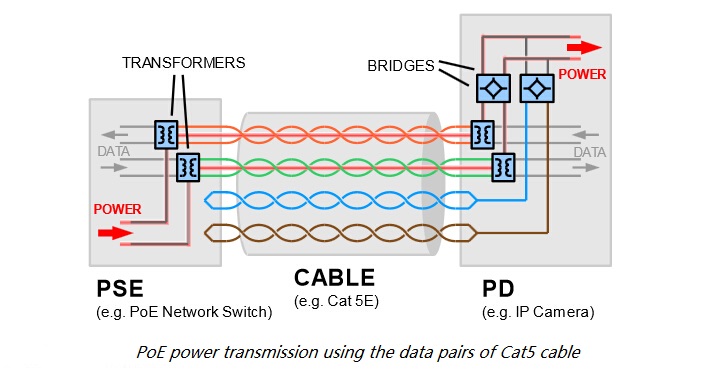 TRANSFORMERS
BRIDGES
POWER
DATA
DATA
POWER
PSE
(e.g. PoE Network Switch)
CABLE
(e.g. Cat 5E)
PD
(e.g. IP Camera)
PoE power transmission using the data pairs of Cat5 cable